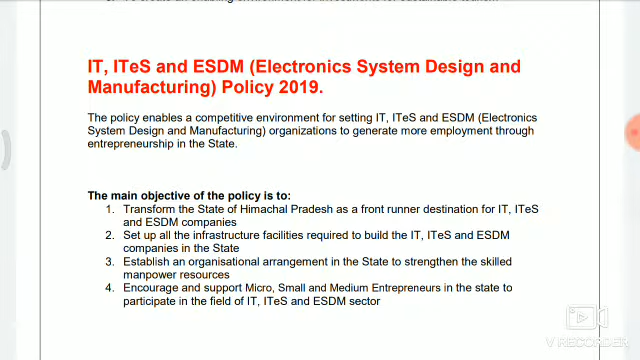 IT, ITeS and ESDM (Electronics System Design and
Manufacturing) Policy 2019.
The policy enables a competitive environment for setting IT, ITeS and ESDM (Electronics
System Design and Manufacturing) organizations to generate more employment through
entrepreneurship in the State.
The main objective of the policy is to:
1. Transform the State of Himachal Pradesh as a front runner destination for IT, ITeS
and ESDM companies
2. Set up all the infrastructure facilities required to build the IT, ITeS and ESDM
companies in the State
3. Establish an organisational arrangement in the State to strengthen the skilled
manpower resources
4. Encourage and support Micro, Small and Medium Entrepreneurs in the state to
participate in the field of IT, ITeS and ESDM sector
V RECORDER